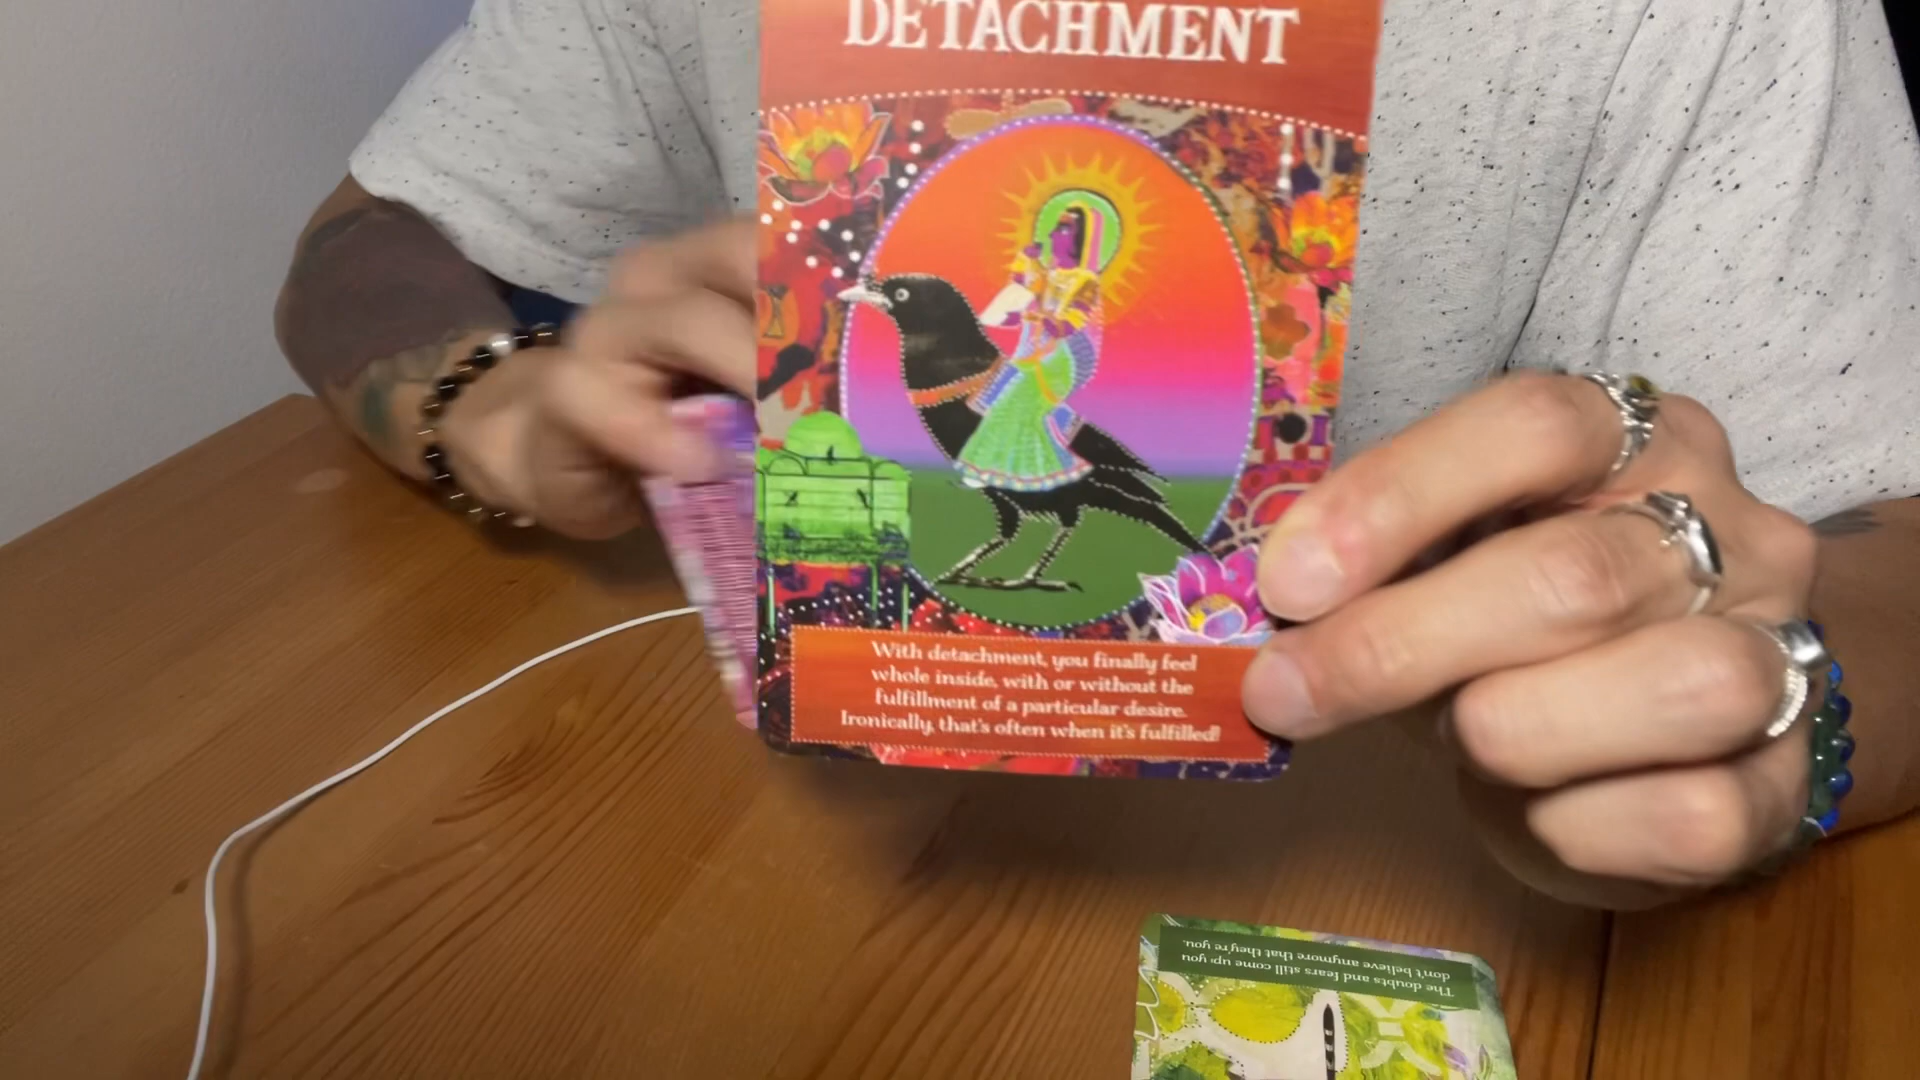 DETACHMENT
With detachment, you finally feel
whole inside, with or without the
fulfillment of a particular desire.
Ironically, that's often when it's fulfilled!
The doubts and fears still come up; you
don't believe anymore that they're you.